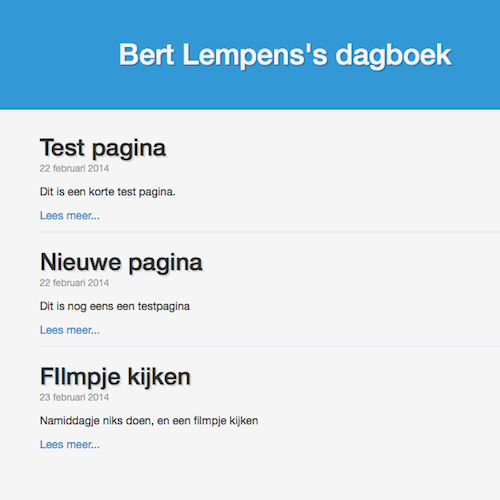 Bert Lempens's dagboek
Test pagina
22 februari 2014
Dit is een korte test pagina.
Lees meer...
Nieuwe pagina
22 februari 2014
Dit is nog eens een testpagina
Lees meer...
FIlmpje kijken
23 februari 2014
Namiddagje niks doen, en een filmpje kijken
Lees meer...